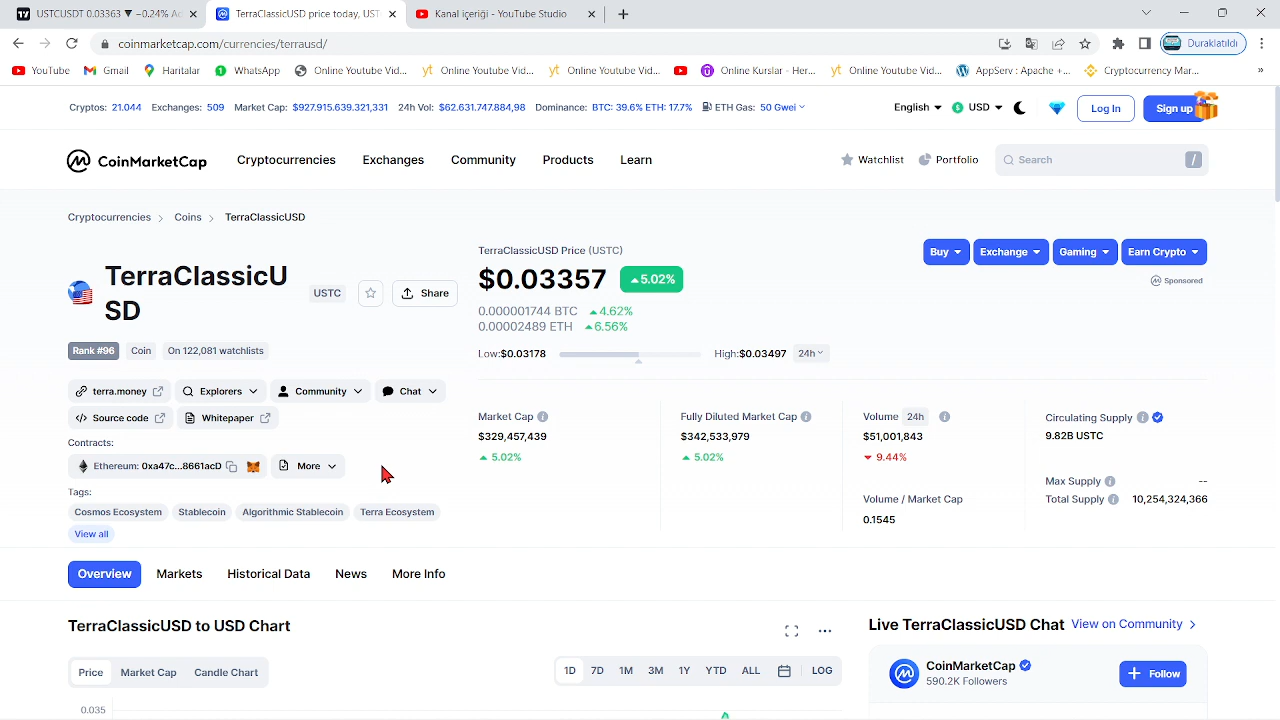 USTCUSDT 0.03363 ▼ −0.24% Ac
TerraClassicUSD price today, UST
Kanal içeriği - YouTube Studio
coinmarketcap.com/currencies/terrausd/
Duraklatıldı
YouTube
Gmail
Haritalar
WhatsApp
Online Youtube Vid...
Online Youtube Vid...
Online Youtube Vid...
Online Kurslar - Her...
Online Youtube Vid...
AppServ : Apache +...
Cryptocurrency Mar...
»
Cryptos: 21.044 Exchanges: 509 Market Cap: $927.915.639.321,331 24h Vol: $62.631.747.884,98 Dominance: BTC: 39.6% ETH: 17.7% ETH Gas: 50 Gwei
English
USD
Log In
Sign up
CoinMarketCap
Cryptocurrencies
Exchanges
Community
Products
Learn
Watchlist
Portfolio
Search
/
Cryptocurrencies > Coins > TerraClassicUSD
TerraClassicU
SD
USTC
Share
Rank #96
Coin
On 122,081 watchlists
terra.money
Explorers
Community
Chat
Source code
Whitepaper
Contracts:
Ethereum: 0xa47c...8661acD
More
Tags:
Cosmos Ecosystem
Stablecoin
Algorithmic Stablecoin
Terra Ecosystem
View all
TerraClassicUSD Price (USTC)
$0.03357
5.02%
0.000001744 BTC 4.62%
0.00002489 ETH 6.56%
Low:$0.03178
High:$0.03497
24h
Buy
Exchange
Gaming
Earn Crypto
Sponsored
Market Cap
$329,457,439
5.02%
Fully Diluted Market Cap
$342,533,979
5.02%
Volume 24h
$51,001,843
9.44%
Volume / Market Cap
0.1545
Circulating Supply
9.82B USTC
Max Supply --
Total Supply 10,254,324,366
Overview
Markets
Historical Data
News
More Info
TerraClassicUSD to USD Chart
Price
Market Cap
Candle Chart
1D
7D
1M
3M
1Y
YTD
ALL
LOG
0.035
Live TerraClassicUSD Chat
View on Community >
CoinMarketCap
590.2K Followers
+ Follow